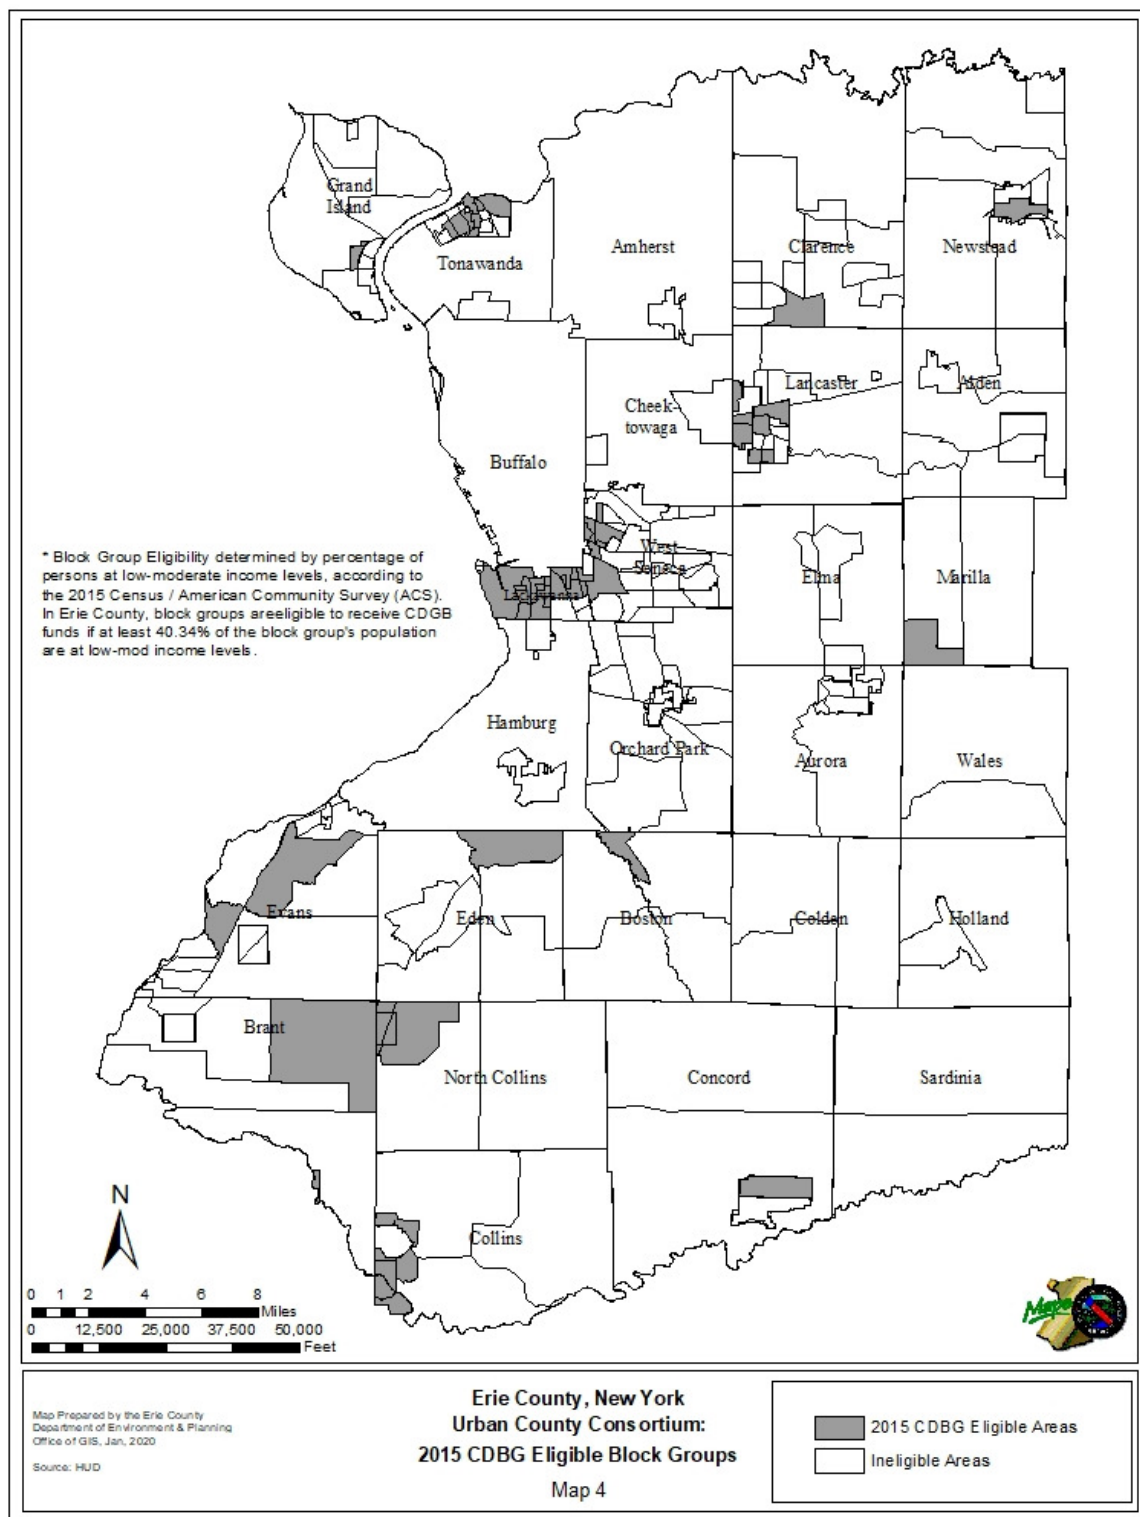 Grand
Island
Tonawanda
Amherst
Clarence
Newstead
Lancaster
Alden
Cheek-
towaga
Buffalo
* Block Group Eligibility determined by percentage of
persons at low-moderate income levels, according to
the 2015 Census / American Community Survey (ACS).
In Erie County, block groups areeligible to receive CDGB
funds if at least 40.34% of the block group's population
are at low-mod income levels.
West
Seneca
Elma
Marilla
Lackawanna
Hamburg
Orchard Park
Aurora
Wales
Evans
Eden
Boston
Colden
Holland
Brant
North Collins
Concord
Sardinia
Collins
N
0 1 2 4 6 8
Miles
0 12,500 25,000 37,500 50,000
Feet
Map Prepared by the Erie County
Department of Environment & Planning
Office of GIS, Jan, 2020
Source: HUD
Erie County, New York
Urban County Consortium:
2015 CDBG Eligible Block Groups
Map 4
2015 CDBG Eligible Areas
Ineligible Areas